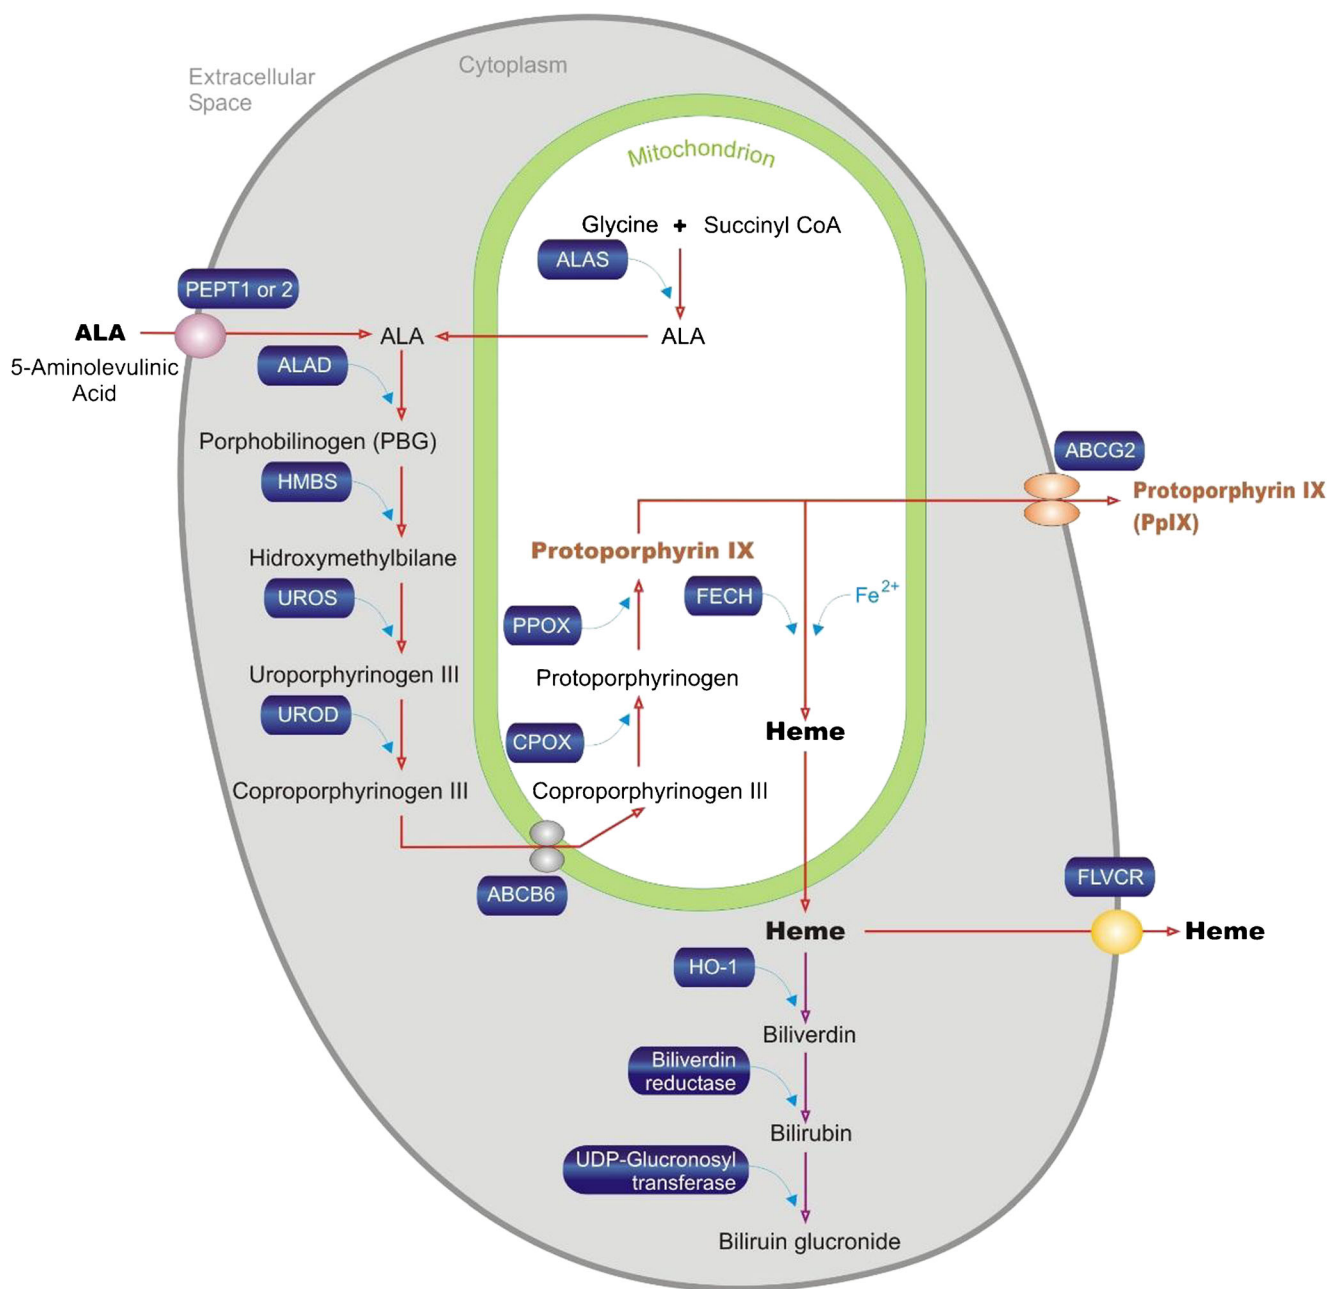 Extracellular
Space
Cytoplasm
Mitochondrion
Glycine + Succinyl CoA
ALAS
PEPT1 or 2
ALA
5-Aminolevulinic
Acid
ALA
ALA
ALAD
Porphobilinogen (PBG)
HMBS
Hidroxymethylbilane
UROS
Uroporphyrinogen III
UROD
Coproporphyrinogen III
ABCB6
Coproporphyrinogen III
CPOX
Protoporphyrinogen
PPOX
Protoporphyrin IX
FECH
Fe2+
Heme
ABCG2
Protoporphyrin IX
(PpIX)
Heme
FLVCR
Heme
HO-1
Biliverdin
Biliverdin
reductase
Bilirubin
UDP-Glucronosyl
transferase
Biliruin glucronide